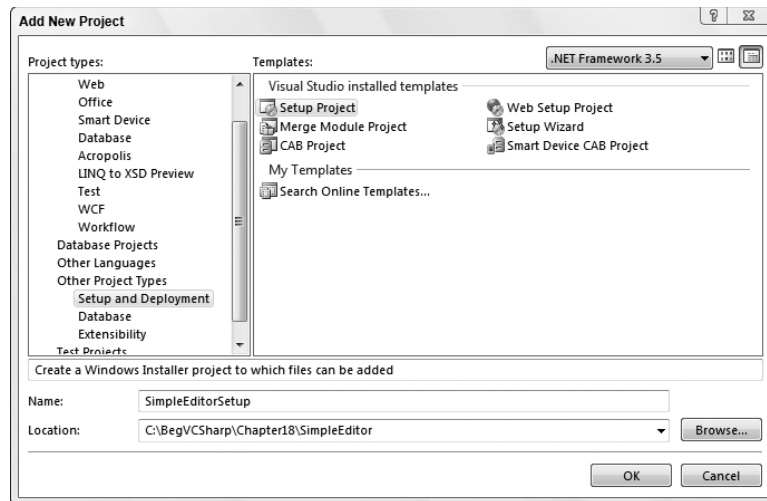 Add New Project
Project types:
Templates:
.NET Framework 3.5
Web
Office
Smart Device
Database
Acropolis
LINQ to XSD Preview
Test
WCF
Workflow
Database Projects
Other Languages
Other Project Types
Setup and Deployment
Database
Extensibility
Test Projects
Visual Studio installed templates
Setup Project
Web Setup Project
Merge Module Project
Setup Wizard
CAB Project
Smart Device CAB Project
My Templates
Search Online Templates...
Create a Windows Installer project to which files can be added
Name:
SimpleEditorSetup
Location:
C:\BegVCSharp\Chapter18\SimpleEditor
Browse...
OK
Cancel